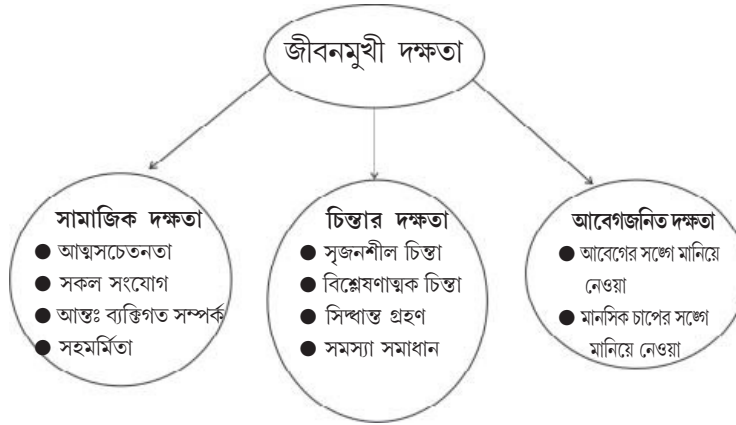 জীবনমুখী দক্ষতা
সামাজিক দক্ষতা
● আত্মসচেতনতা
● সকল সংযোগ
● আন্তঃ ব্যক্তিগত সম্পর্ক
● সহমর্মিতা
চিন্তার দক্ষতা
● সৃজনশীল চিন্তা
● বিশ্লেষণাত্মক চিন্তা
● সিদ্ধান্ত গ্রহণ
● সমস্যা সমাধান
আবেগজনিত দক্ষতা
● আবেগের সঙ্গে মানিয়ে
নেওয়া
● মানসিক চাপের সঙ্গে
মানিয়ে নেওয়া